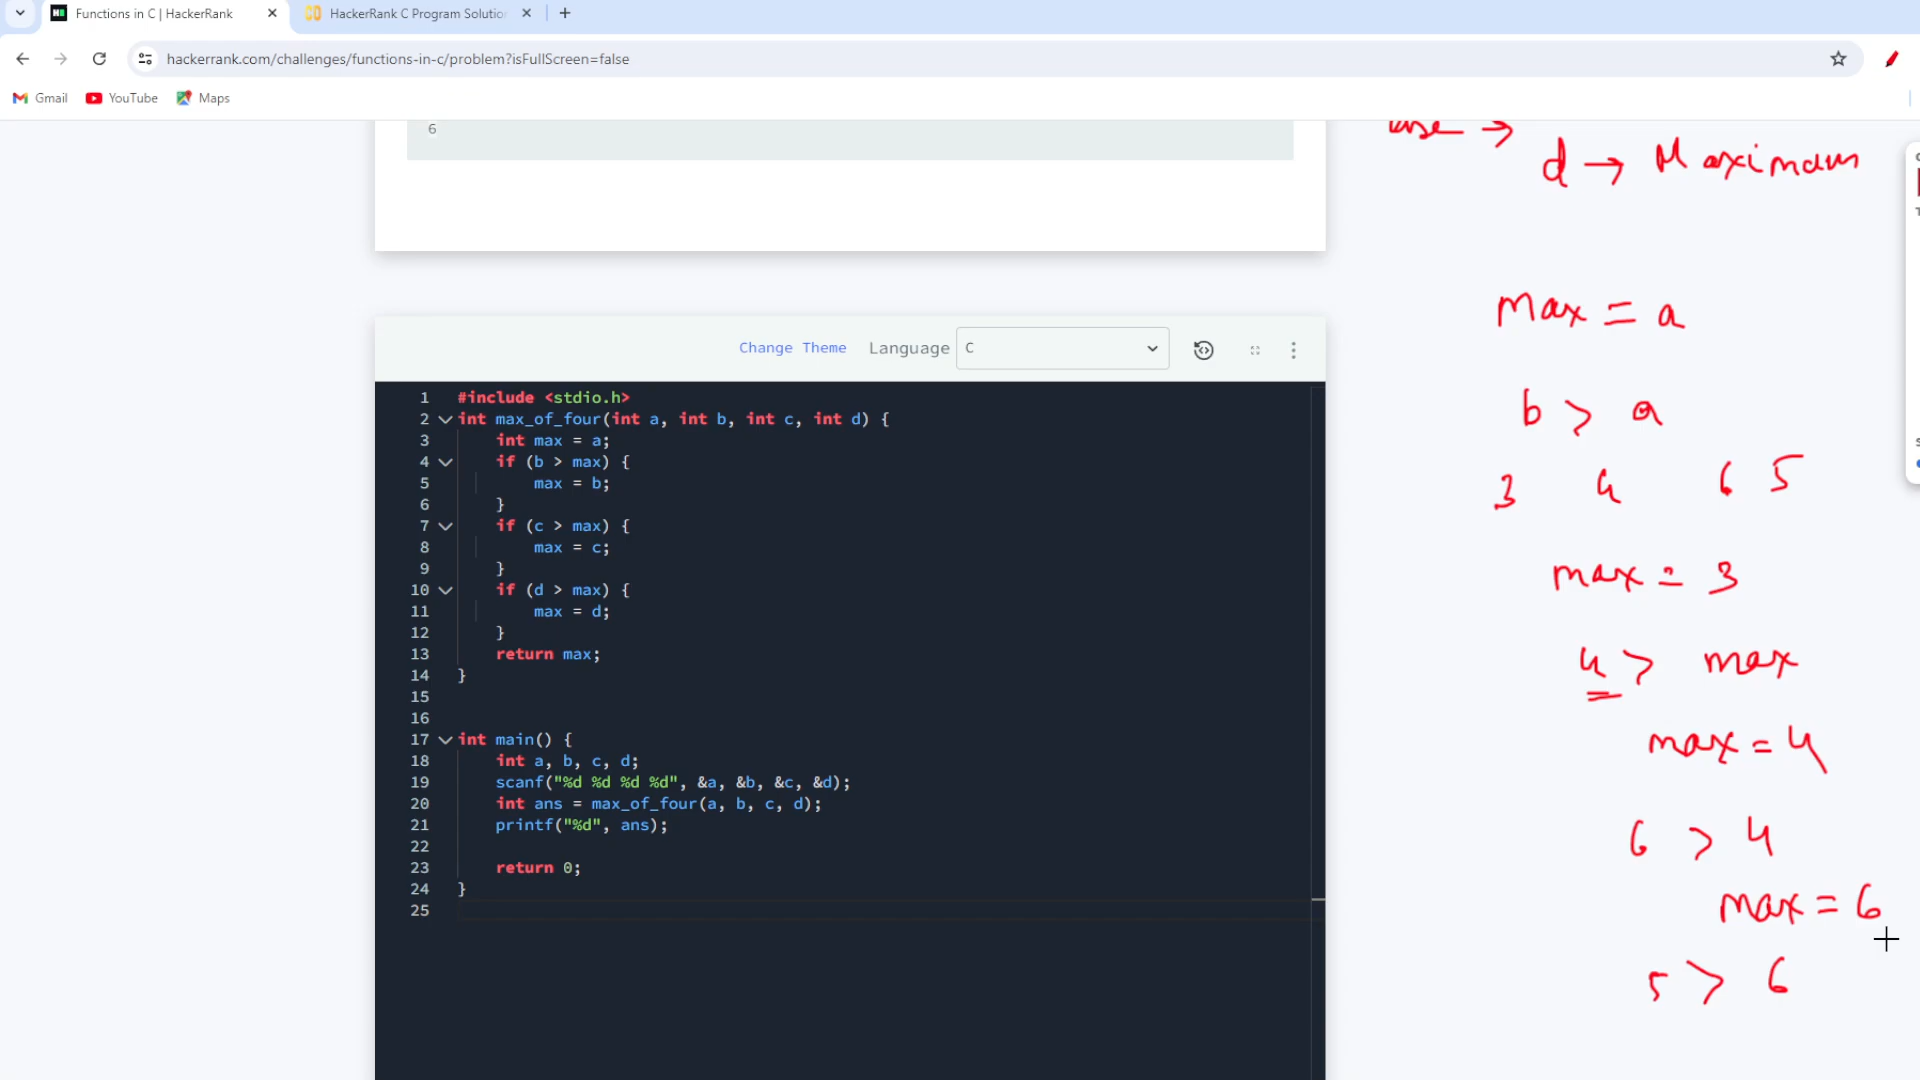 Functions in C | HackerRank
HackerRank C Program Solutio
hackerrank.com/challenges/functions-in-c/problem?isFullScreen=false
Gmail
YouTube
Maps
6
d → Maximum
Change Theme
Language
C
1 #include <stdio.h>
2 int max_of_four(int a, int b, int c, int d) {
3 int max = a;
4 if (b > max) {
5 max = b;
6 }
7 if (c > max) {
8 max = c;
9 }
10 if (d > max) {
11 max = d;
12 }
13 return max;
14 }
15
16
17 int main() {
18 int a, b, c, d;
19 scanf("%d %d %d %d", &a, &b, &c, &d);
20 int ans = max_of_four(a, b, c, d);
21 printf("%d", ans);
22
23 return 0;
24 }
25
max = a
b > a
3 4 6 5
max = 3
4 > max
max = 4
6 > 4
max = 6
5 > 6